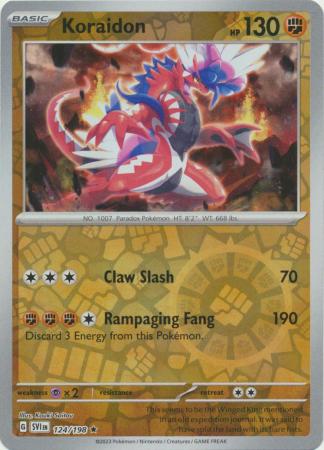 BASIC
Koraidon
HP 130
NO. 1007 Paradox Pokémon HT: 8'2" WT: 668 lbs.
Claw Slash 70
Rampaging Fang 190
Discard 3 Energy from this Pokémon.
weakness ×2 resistance retreat
Illus. Kouki Saitou
This seems to be the Winged King mentioned
in an old expedition journal. It was said to
have split the land with its bare fists.
G SVI EN 124/198 ★
©2023 Pokémon / Nintendo / Creatures / GAME FREAK